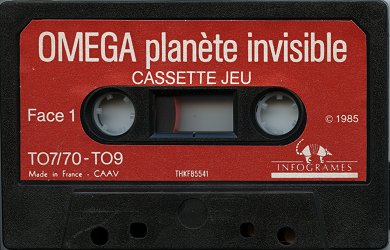 OMEGA planète invisible
CASSETTE JEU
Face 1
© 1985
TO7/70 - TO9
Made in France - CAAV
THKFB5541
INFOGRAMES